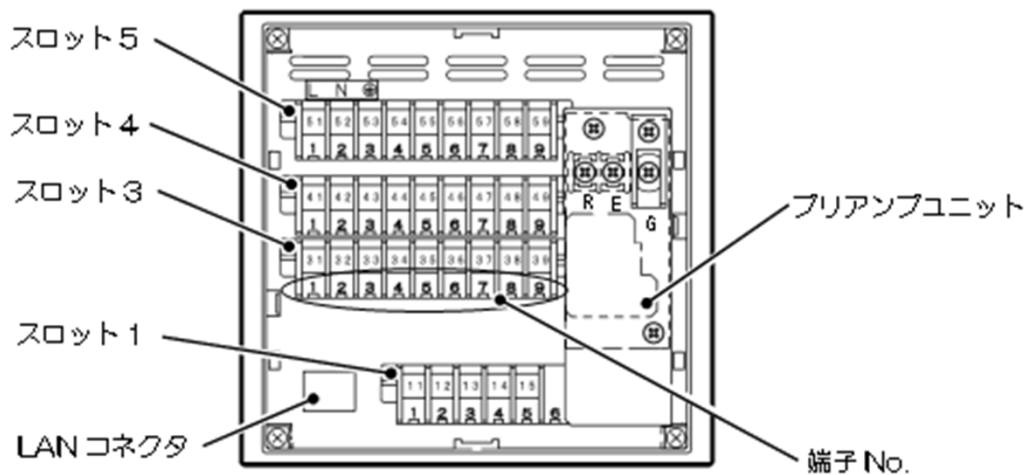 スロット5
L N
51 52 53 54 55 56 57 58 59
1 2 3 4 5 6 7 8 9
スロット4
41 42 43 44 45 46 47 48 49
1 2 3 4 5 6 7 8 9
R E
G
スロット3
31 32 33 34 35 36 37 38 39
1 2 3 4 5 6 7 8 9
プリアンプユニット
スロット1
11 12 13 14 15
1 2 3 4 5 6
LANコネクタ
端子No.